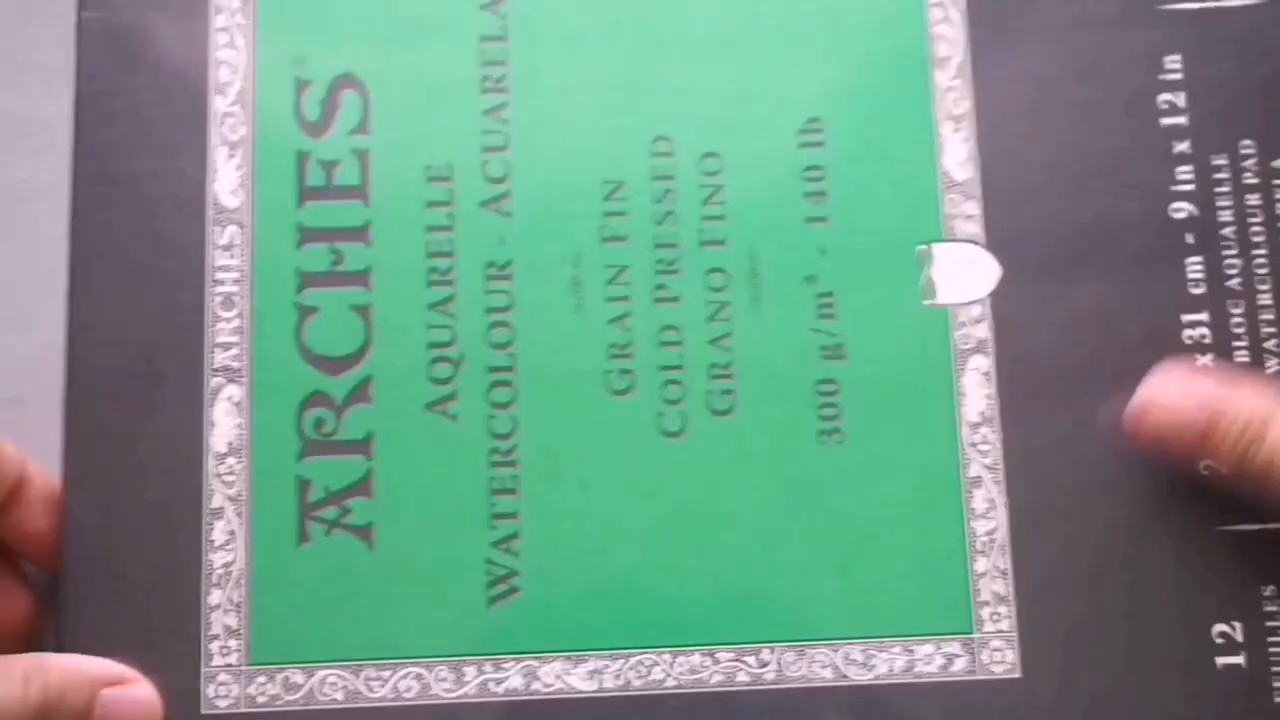 ARCHES
ARCHES
AQUARELLE
WATERCOLOUR - ACUARELA
GRAIN FIN
COLD PRESSED
GRANO FINO
300 g/m² - 140 lb
x 31 cm - 9 in x 12 in
BLOC AQUARELLE
WATERCOLOUR PAD
12